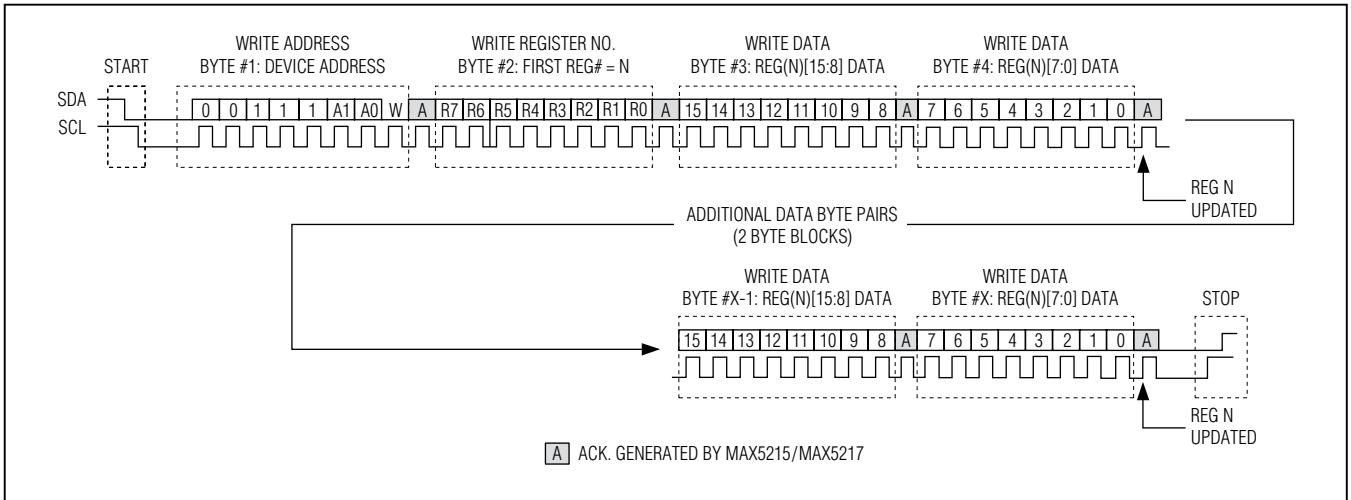 WRITE ADDRESS
BYTE #1: DEVICE ADDRESS
WRITE REGISTER NO.
BYTE #2: FIRST REG# = N
WRITE DATA
BYTE #3: REG(N)[15:8] DATA
WRITE DATA
BYTE #4: REG(N)[7:0] DATA
START
SDA
0 0 1 1 1 A1 A0 W A R7 R6 R5 R4 R3 R2 R1 R0 A 15 14 13 12 11 10 9 8 A 7 6 5 4 3 2 1 0 A
SCL
REG N
UPDATED
ADDITIONAL DATA BYTE PAIRS
(2 BYTE BLOCKS)
WRITE DATA
BYTE #X-1: REG(N)[15:8] DATA
WRITE DATA
BYTE #X: REG(N)[7:0] DATA
STOP
15 14 13 12 11 10 9 8 A 7 6 5 4 3 2 1 0 A
REG N
UPDATED
A ACK. GENERATED BY MAX5215/MAX5217